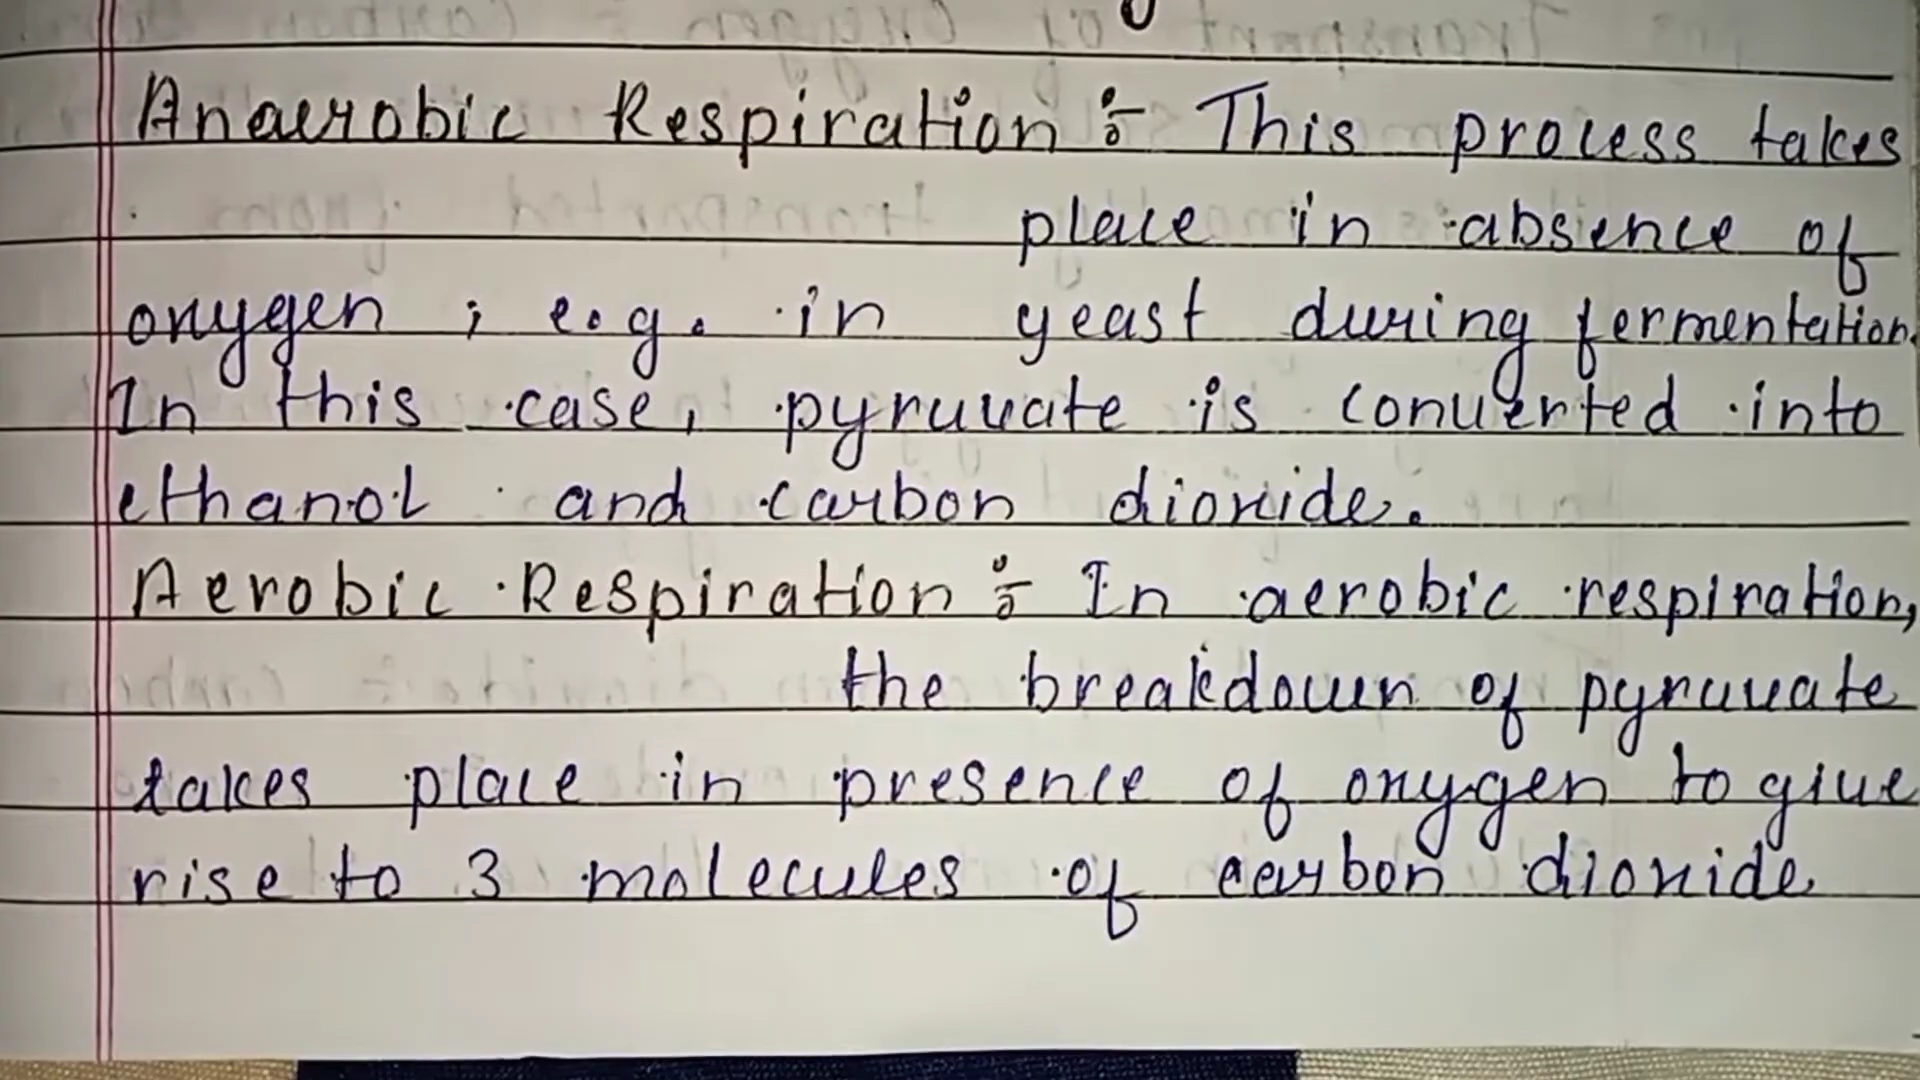 Anaerobic Respiration :- This process takes
place in absence of
oxygen ; e.g. in yeast during fermentation.
In this case, pyruvate is converted into
ethanol and carbon dioxide.
Aerobic Respiration :- In aerobic respiration,
the breakdown of pyruvate
takes place in presence of oxygen to give
rise to 3 molecules of carbon dioxide